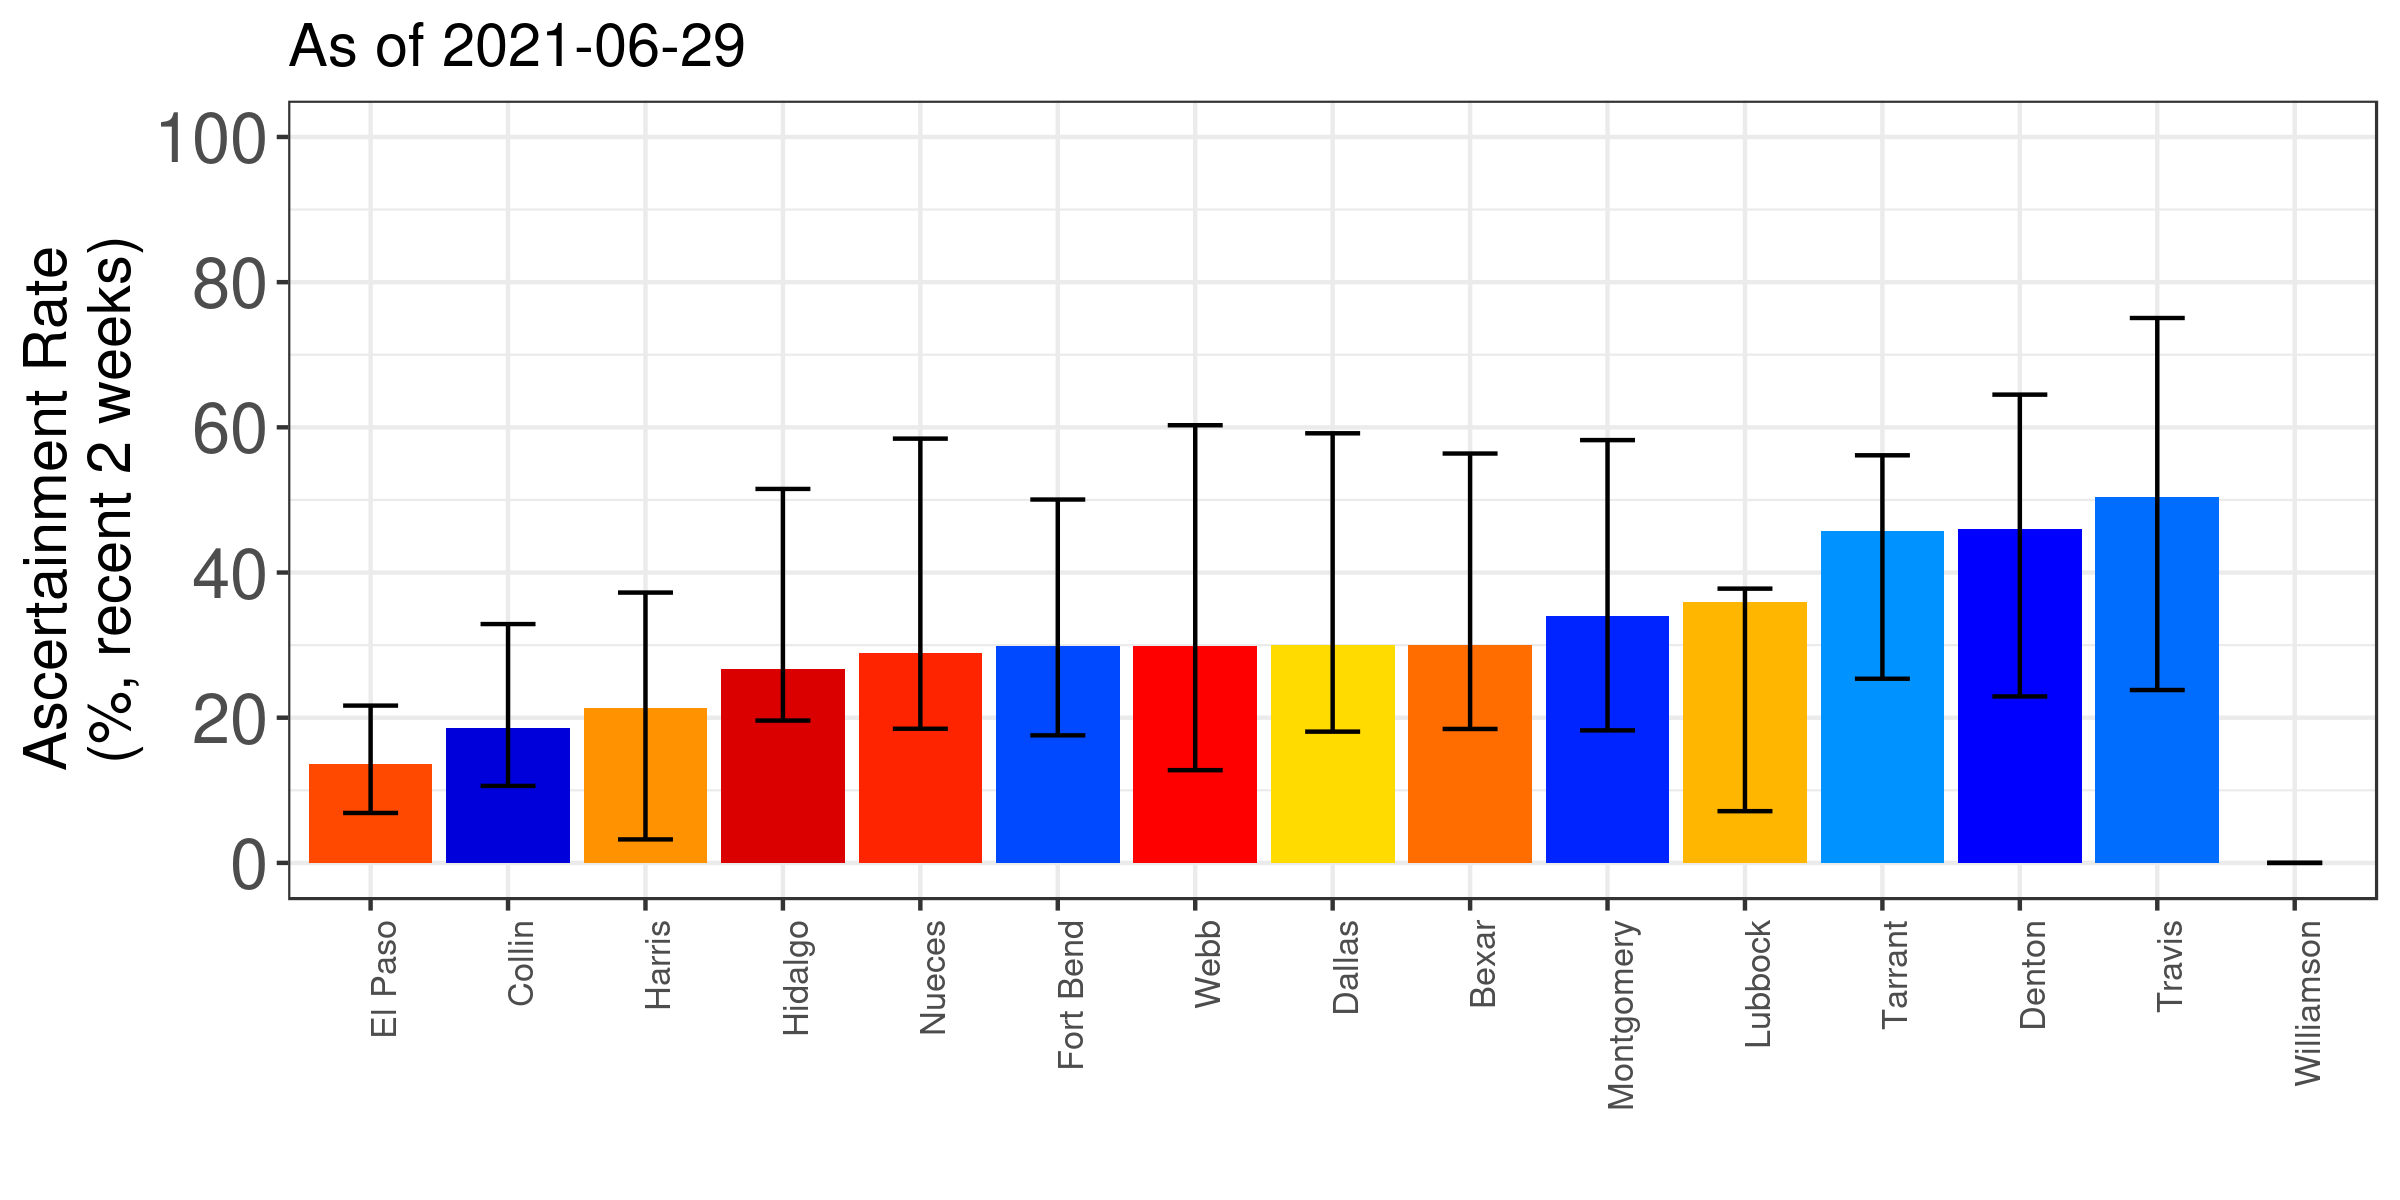 As of 2021-06-29
Ascertainment Rate
(%, recent 2 weeks)
100
80
60
40
20
0
El Paso
Collin
Harris
Hidalgo
Nueces
Fort Bend
Webb
Dallas
Bexar
Montgomery
Lubbock
Tarrant
Denton
Travis
Williamson